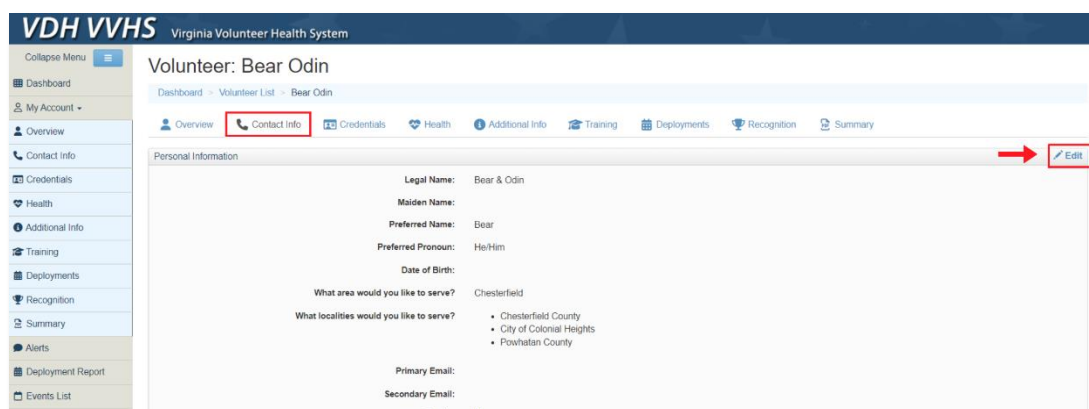 VDH VVHS Virginia Volunteer Health System
Collapse Menu
Dashboard
My Account
Overview
Contact Info
Credentials
Health
Additional Info
Training
Deployments
Recognition
Summary
Alerts
Deployment Report
Events List
Volunteer: Bear Odin
Dashboard > Volunteer List > Bear Odin
Overview Contact Info Credentials Health Additional Info Training Deployments Recognition Summary
Personal Information Edit
Legal Name: Bear & Odin
Maiden Name:
Preferred Name: Bear
Preferred Pronoun: He/Him
Date of Birth:
What area would you like to serve? Chesterfield
What localities would you like to serve? • Chesterfield County
• City of Colonial Heights
• Powhatan County
Primary Email:
Secondary Email: